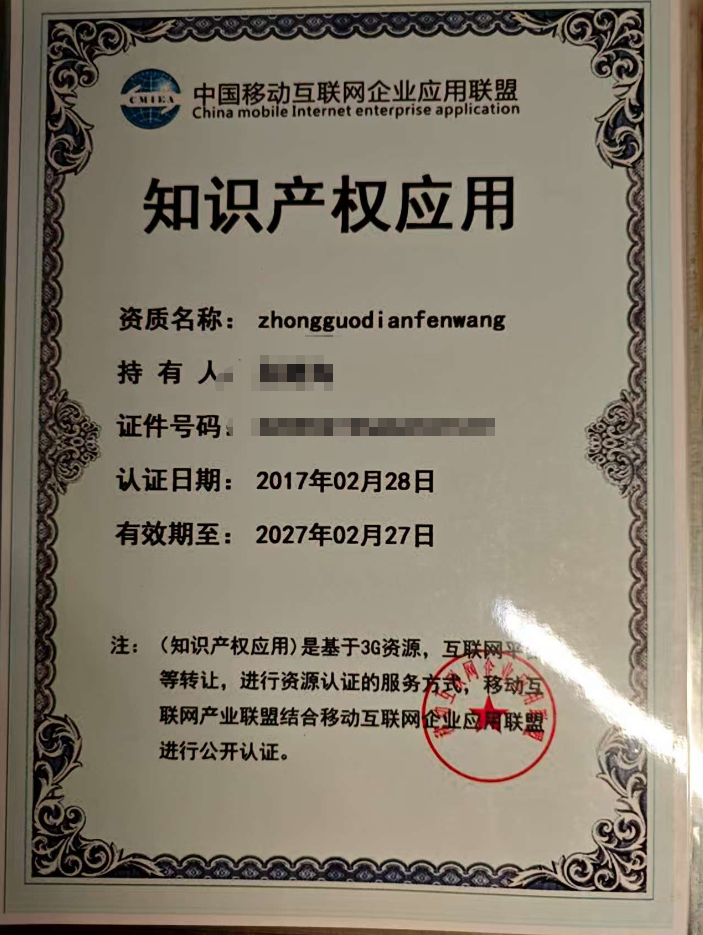 CMIEA
中国移动互联网企业应用联盟
China mobile Internet enterprise application
知识产权应用
资质名称： zhongguodianfenwang
持 有 人
证件号码：
认证日期： 2017年02月28日
有效期至： 2027年02月27日
注：（知识产权应用）是基于3G资源，互联网平
等转让，进行资源认证的服务方式，移动互
联网产业联盟结合移动互联网企业应用联盟
进行公开认证。